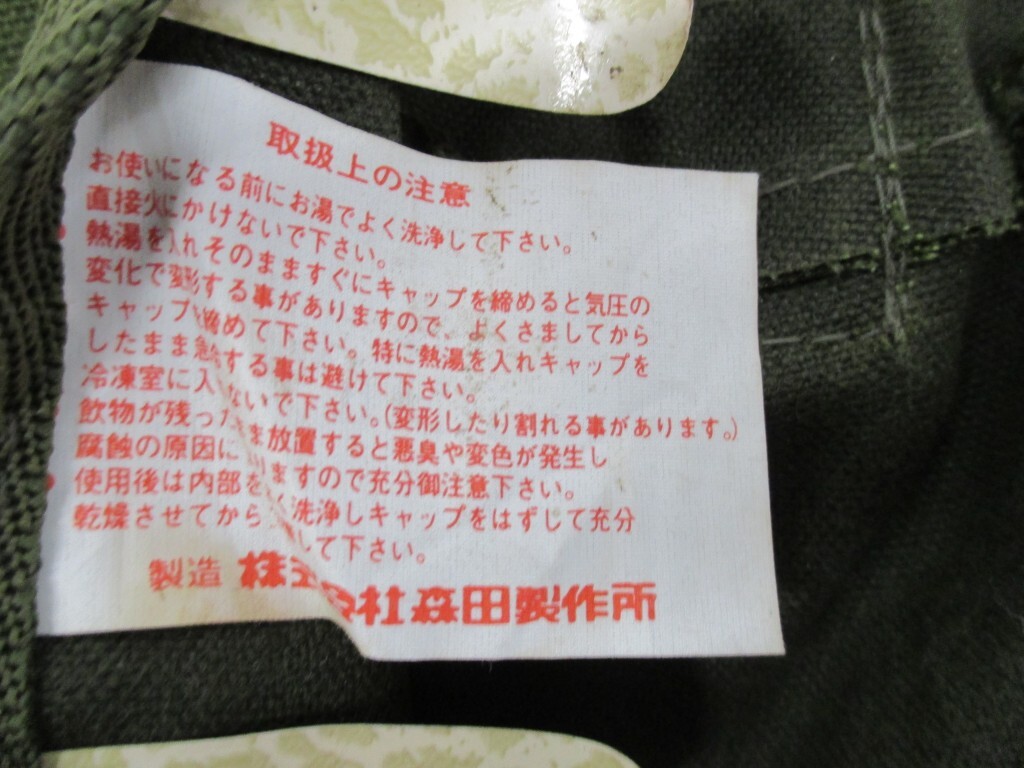 取扱上の注意
お使いになる前にお湯でよく洗浄して下さい。
直接火にかけないで下さい。
熱湯を入れそのまますぐにキャップを締めると気圧の
変化で変形する事がありますので、よくさましてから
キャップを締めて下さい。特に熱湯を入れキャップを
したまま急 する事は避けて下さい。
冷凍室に入 ないで下さい。(変形したり割れる事があります。)
飲物が残った ま放置すると悪臭や変色が発生し
腐蝕の原因に りますので充分御注意下さい。
使用後は内部を く洗浄しキャップをはずして充分
乾燥させてから して下さい。
製造 株式会社森田製作所